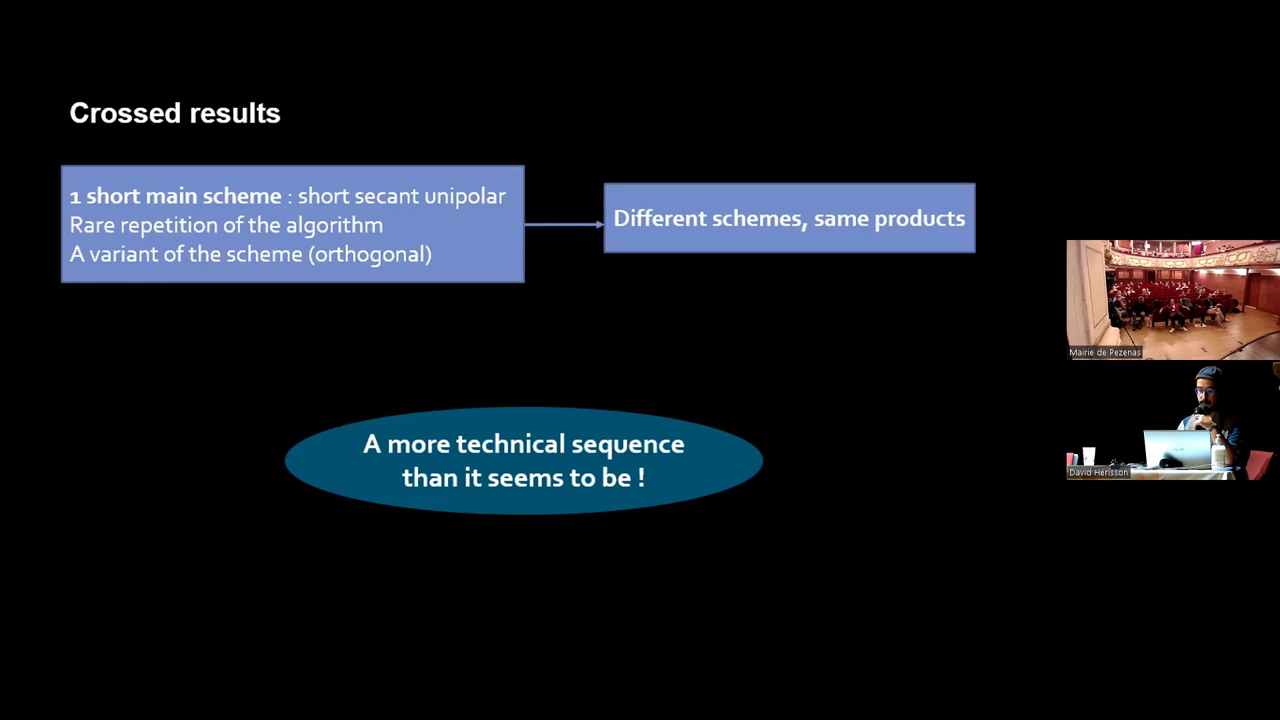 Crossed results
1 short main scheme : short secant unipolar
Rare repetition of the algorithm
A variant of the scheme (orthogonal)
Different schemes, same products
A more technical sequence
than it seems to be !
Mairie de Pezenas
David Hérisson